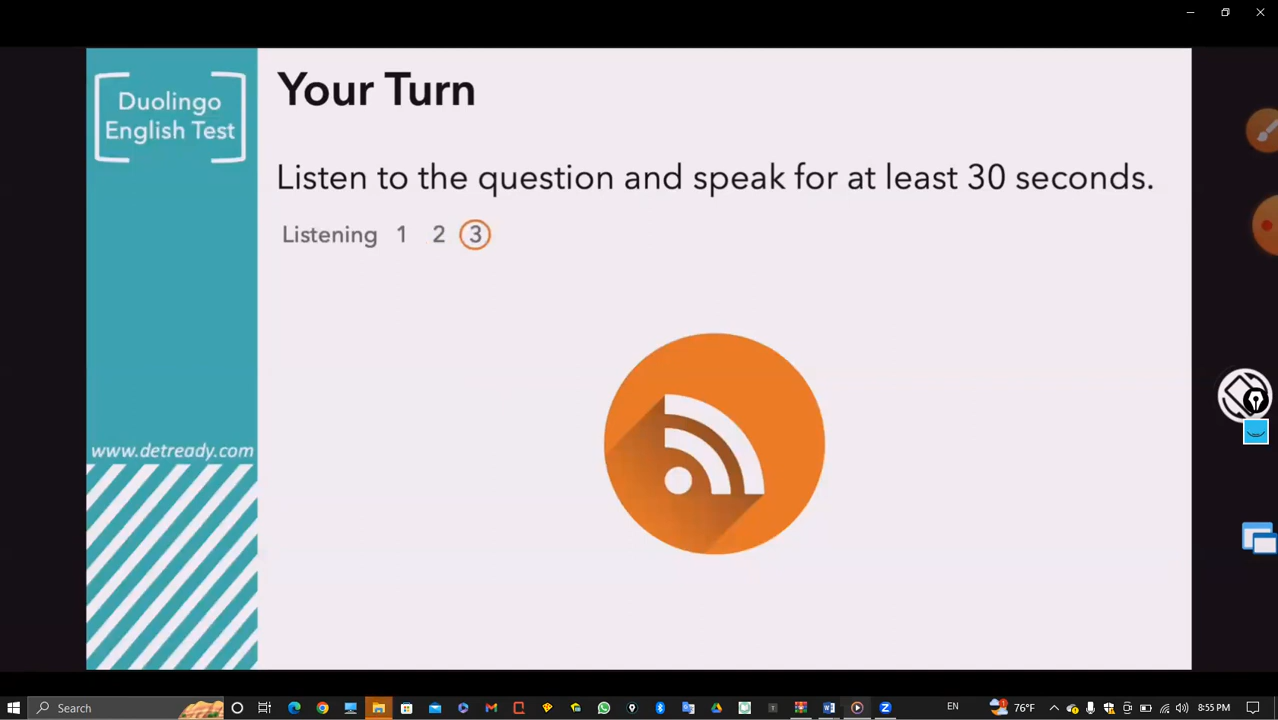 Duolingo
English Test
Your Turn
Listen to the question and speak for at least 30 seconds.
Listening 1 2 3
www.detready.com
Search
EN
76°F
8:55 PM